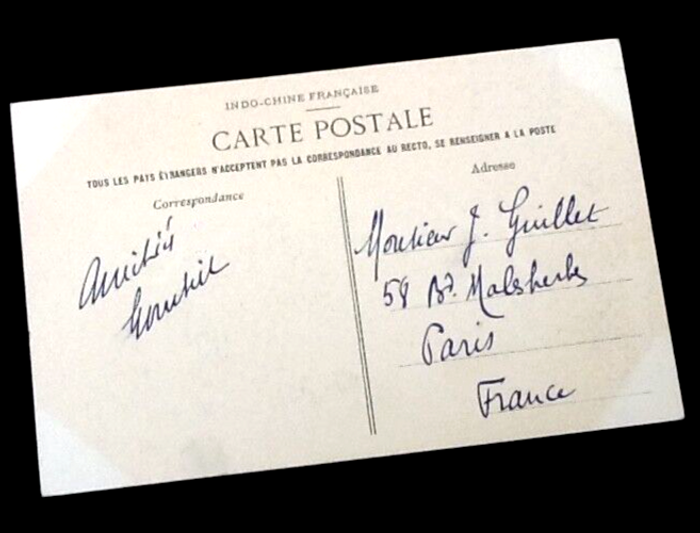 INDO-CHINE FRANÇAISE
CARTE POSTALE
TOUS LES PAYS ÉTRANGERS N'ACCEPTENT PAS LA CORRESPONDANCE AU RECTO, SE RENSEIGNER A LA POSTE
Correspondance
Amitiés
Adresse
Monsieur J. Guillet
58 Bd. Malsherbes
Paris
France